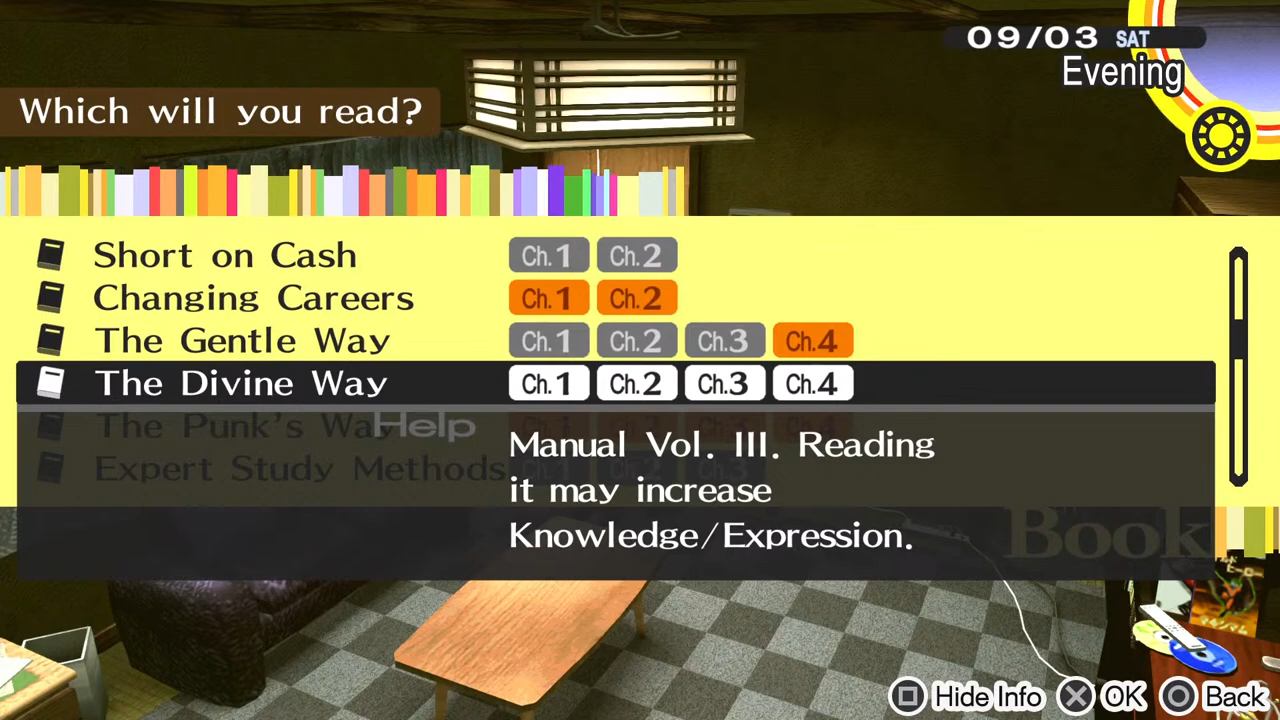 09/03 SAT
Evening
Which will you read?
Short on Cash Ch.1 Ch.2
Changing Careers Ch.1 Ch.2
The Gentle Way Ch.1 Ch.2 Ch.3 Ch.4
The Divine Way Ch.1 Ch.2 Ch.3 Ch.4
The Punk's Way
Help
Manual Vol. III. Reading
Expert Study Methods
it may increase
Knowledge/Expression.
Book
Hide Info OK Back